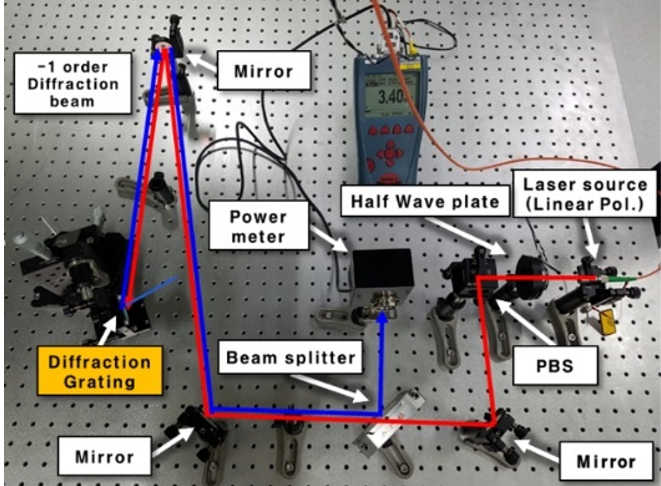 -1 order
Diffraction
beam
Mirror
3.40
Half Wave plate
Laser source
(Linear Pol.)
Power
meter
Diffraction
Grating
Beam splitter
PBS
Mirror
Mirror